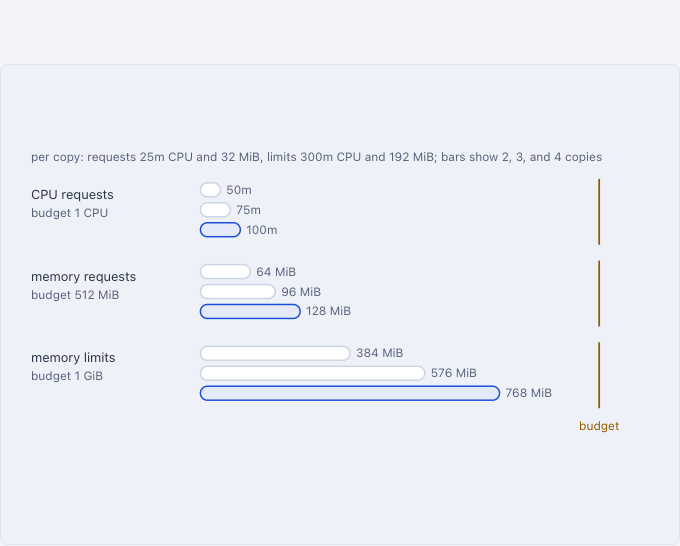 per copy: requests 25m CPU and 32 MiB, limits 300m CPU and 192 MiB; bars show 2, 3, and 4 copies
CPU requests
budget 1 CPU
50m
75m
100m
memory requests
budget 512 MiB
64 MiB
96 MiB
128 MiB
memory limits
budget 1 GiB
384 MiB
576 MiB
768 MiB
budget